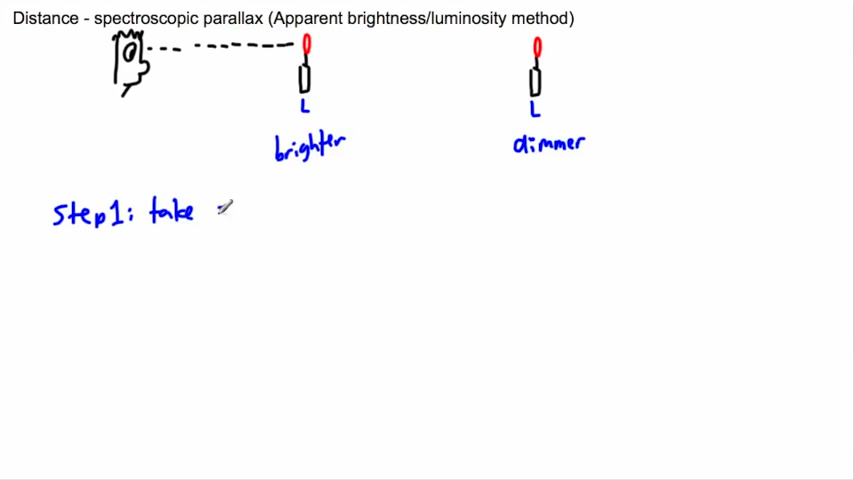 Distance - spectroscopic parallax (Apparent brightness/luminosity method)
L L
brighter dimmer
Step1: take